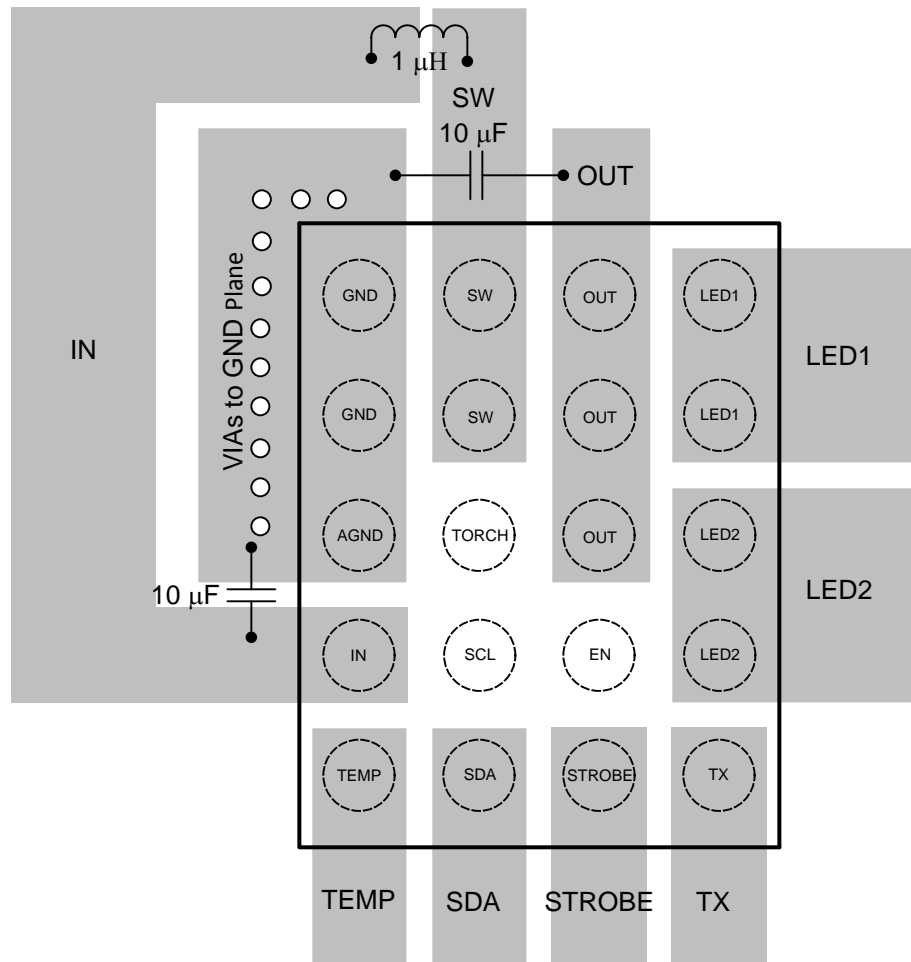 1 μH
SW
10 μF
OUT
VIAs to GND Plane
IN
GND SW OUT LED1
LED1
GND SW OUT LED1
AGND TORCH OUT LED2
10 μF
LED2
IN SCL EN LED2
TEMP SDA STROBE TX
TEMP SDA STROBE TX